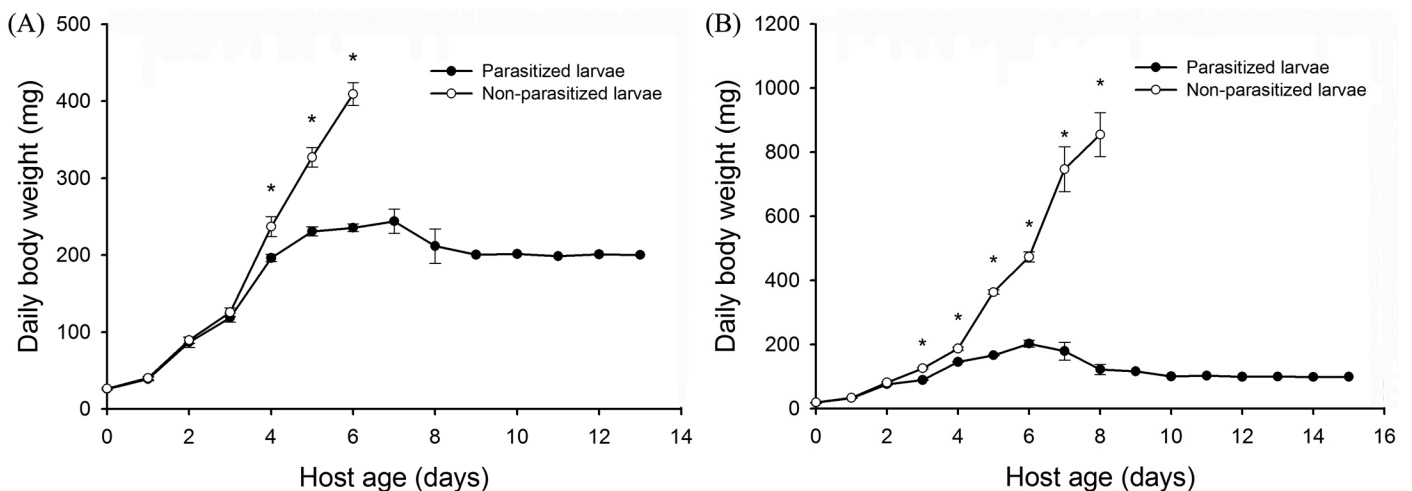 (A)
500
400
300
200
100
0
Daily body weight (mg)
Parasitized larvae
Non-parasitized larvae
*
*
*
0 2 4 6 8 10 12 14
Host age (days)
(B)
1200
1000
800
600
400
200
0
Daily body weight (mg)
Parasitized larvae
Non-parasitized larvae
*
*
*
*
*
*
0 2 4 6 8 10 12 14 16
Host age (days)